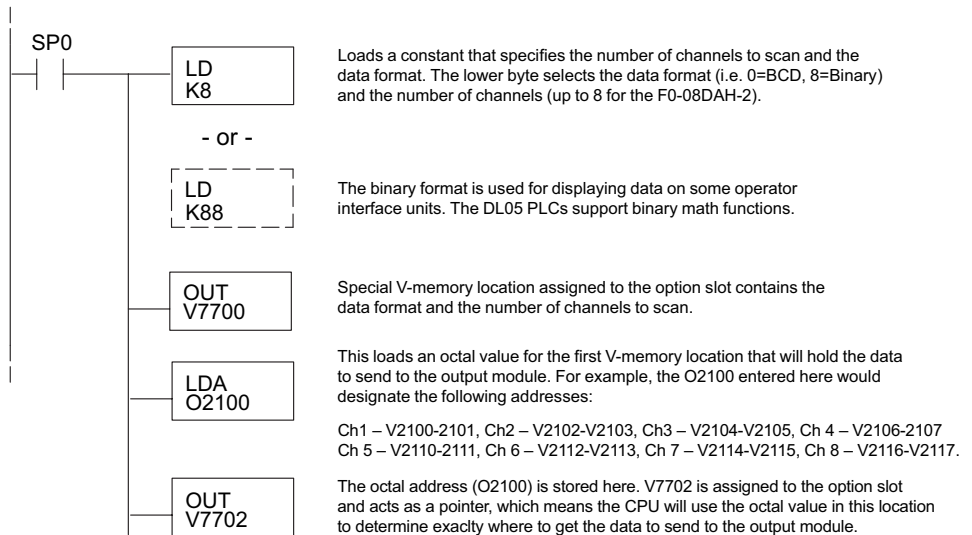 SP0
LD
K8
Loads a constant that specifies the number of channels to scan and the
data format. The lower byte selects the data format (i.e. 0=BCD, 8=Binary)
and the number of channels (up to 8 for the F0-08DAH-2).
- or -
LD
K88
The binary format is used for displaying data on some operator
interface units. The DL05 PLCs support binary math functions.
OUT
V7700
Special V-memory location assigned to the option slot contains the
data format and the number of channels to scan.
LDA
O2100
This loads an octal value for the first V-memory location that will hold the data
to send to the output module. For example, the O2100 entered here would
designate the following addresses:
Ch1 – V2100-2101, Ch2 – V2102-V2103, Ch3 – V2104-V2105, Ch 4 – V2106-2107
Ch 5 – V2110-2111, Ch 6 – V2112-V2113, Ch 7 – V2114-V2115, Ch 8 – V2116-V2117.
OUT
V7702
The octal address (O2100) is stored here. V7702 is assigned to the option slot
and acts as a pointer, which means the CPU will use the octal value in this location
to determine exaclty where to get the data to send to the output module.